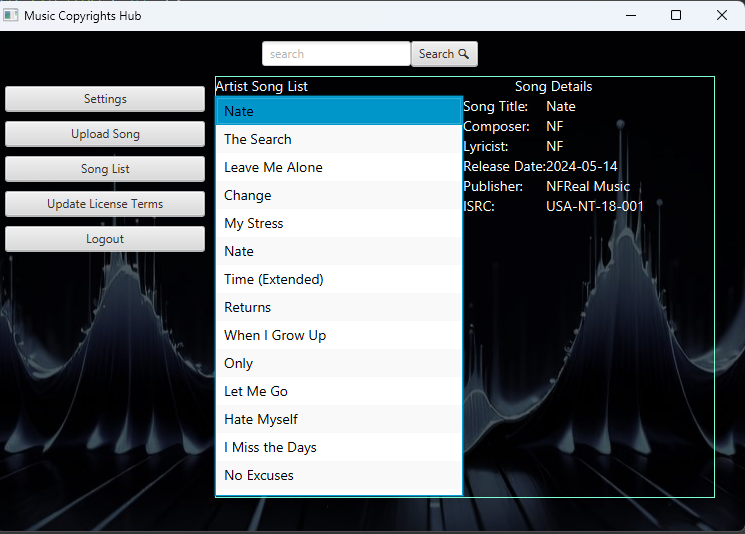 Music Copyrights Hub
search
Search
Settings
Upload Song
Song List
Update License Terms
Logout
Artist Song List
Nate
The Search
Leave Me Alone
Change
My Stress
Nate
Time (Extended)
Returns
When I Grow Up
Only
Let Me Go
Hate Myself
I Miss the Days
No Excuses
Song Details
Song Title: Nate
Composer: NF
Lyricist: NF
Release Date:2024-05-14
Publisher: NFReal Music
ISRC: USA-NT-18-001